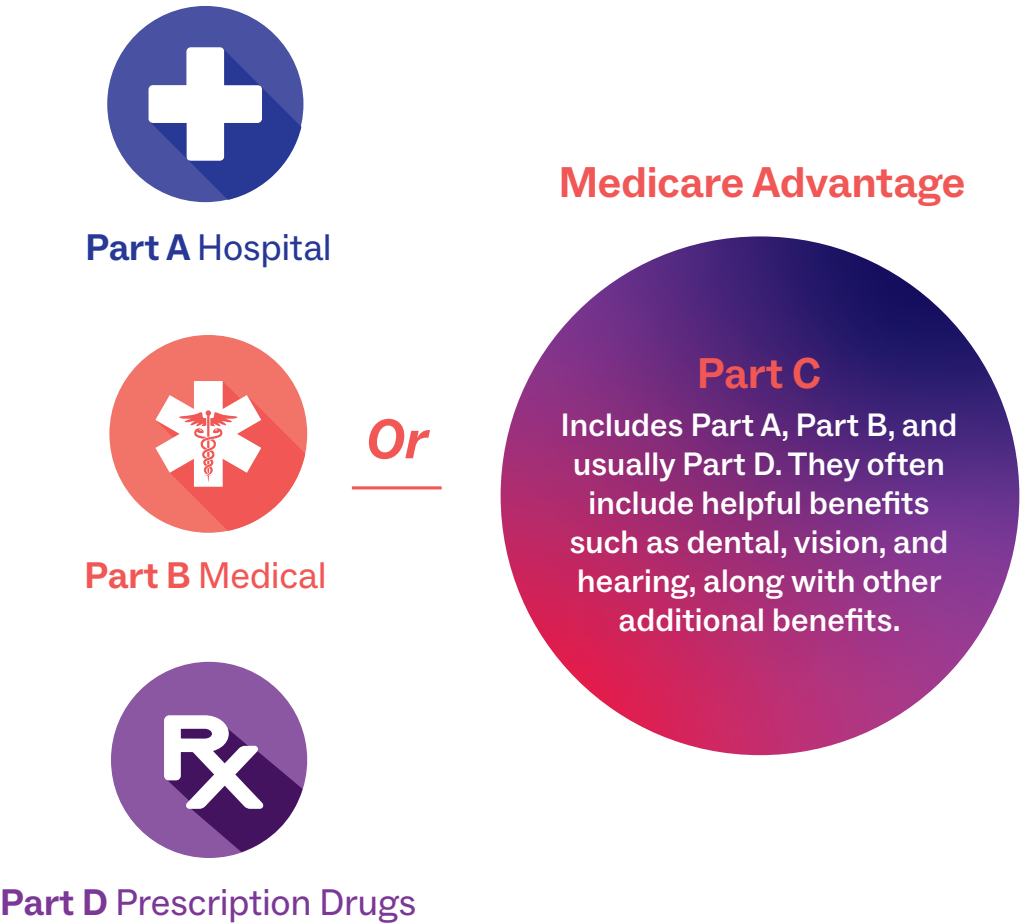 Part A Hospital
Part B Medical
Rx
Part D Prescription Drugs
Or
Medicare Advantage
Part C
Includes Part A, Part B, and
usually Part D. They often
include helpful benefits
such as dental, vision, and
hearing, along with other
additional benefits.